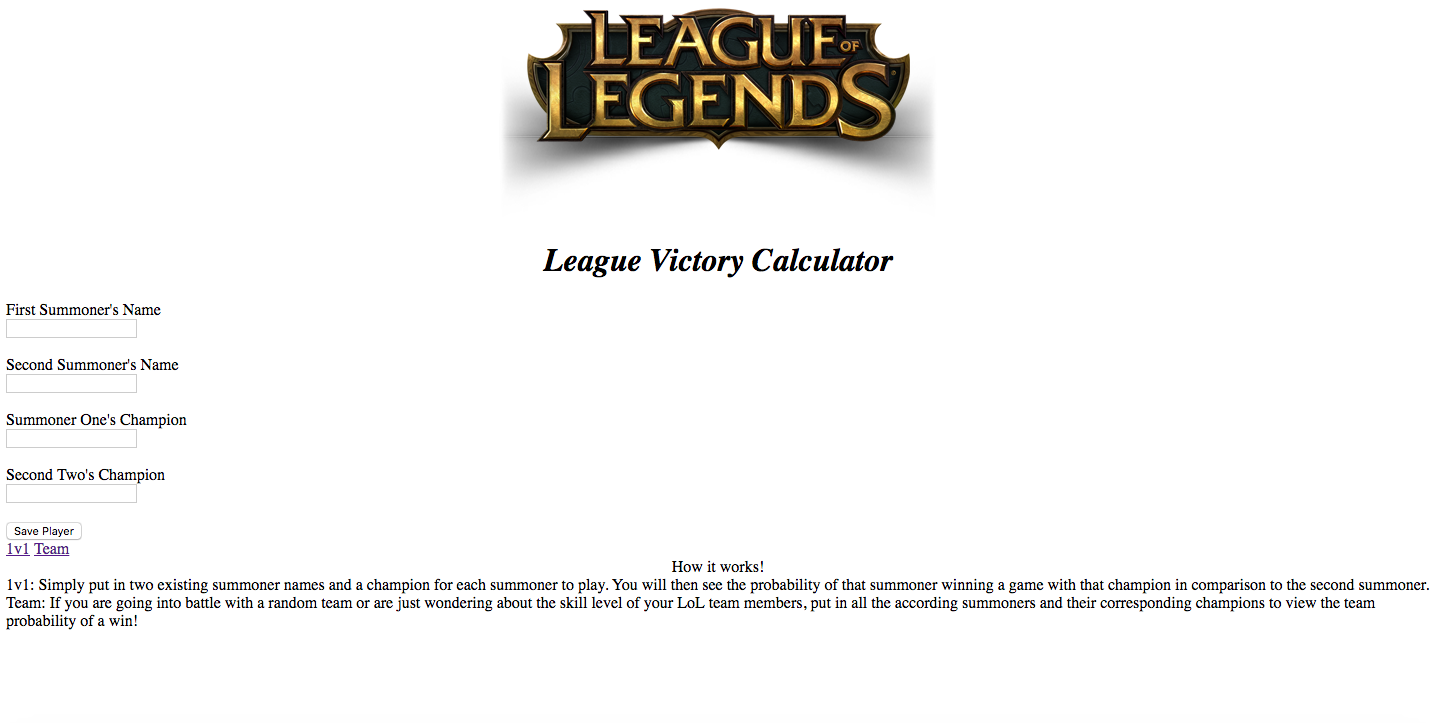 LEAGUE OF
LEGENDS
League Victory Calculator
First Summoner's Name
Second Summoner's Name
Summoner One's Champion
Second Two's Champion
Save Player
1v1 Team
How it works!
1v1: Simply put in two existing summoner names and a champion for each summoner to play. You will then see the probability of that summoner winning a game with that champion in comparison to the second summoner.
Team: If you are going into battle with a random team or are just wondering about the skill level of your LoL team members, put in all the according summoners and their corresponding champions to view the team
probability of a win!